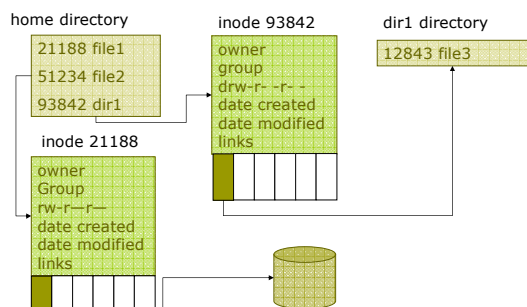 home directory
21188 file1
51234 file2
93842 dir1
inode 93842
owner
group
drw-r- -r- -
date created
date modified
links
dir1 directory
12843 file3
inode 21188
owner
Group
rw-r—r—
date created
date modified
links